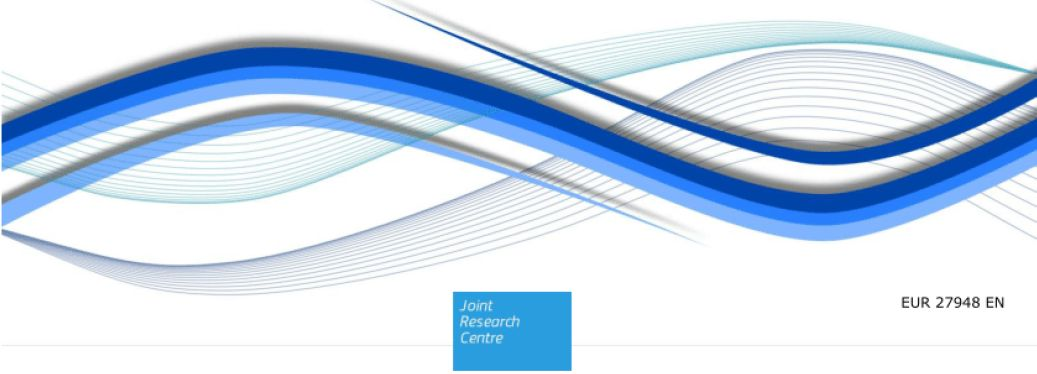 EUR 27948 EN
Joint
Research
Centre